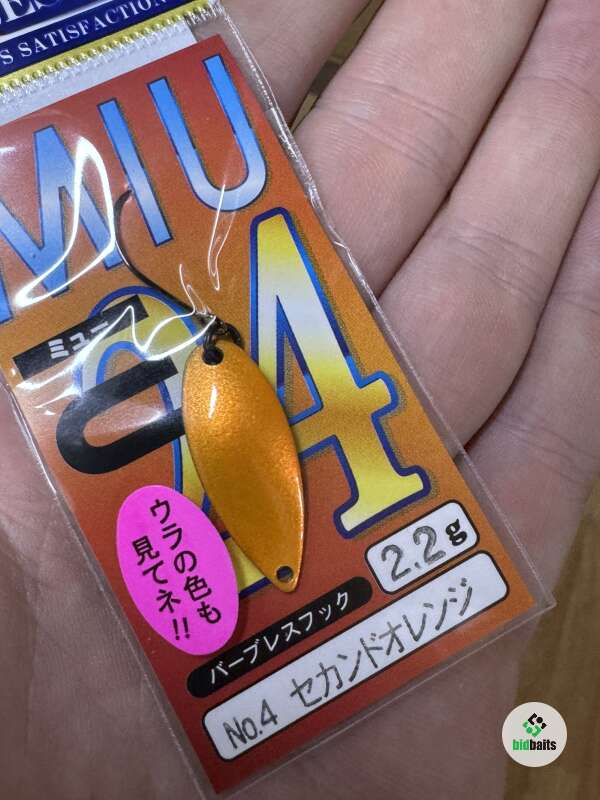 S SATISFACTION
MIU
ミュー
24
ウラの色も
見てネ!!
2.2g
バーブレスフック
No.4 セカンドオレンジ
bidbaits